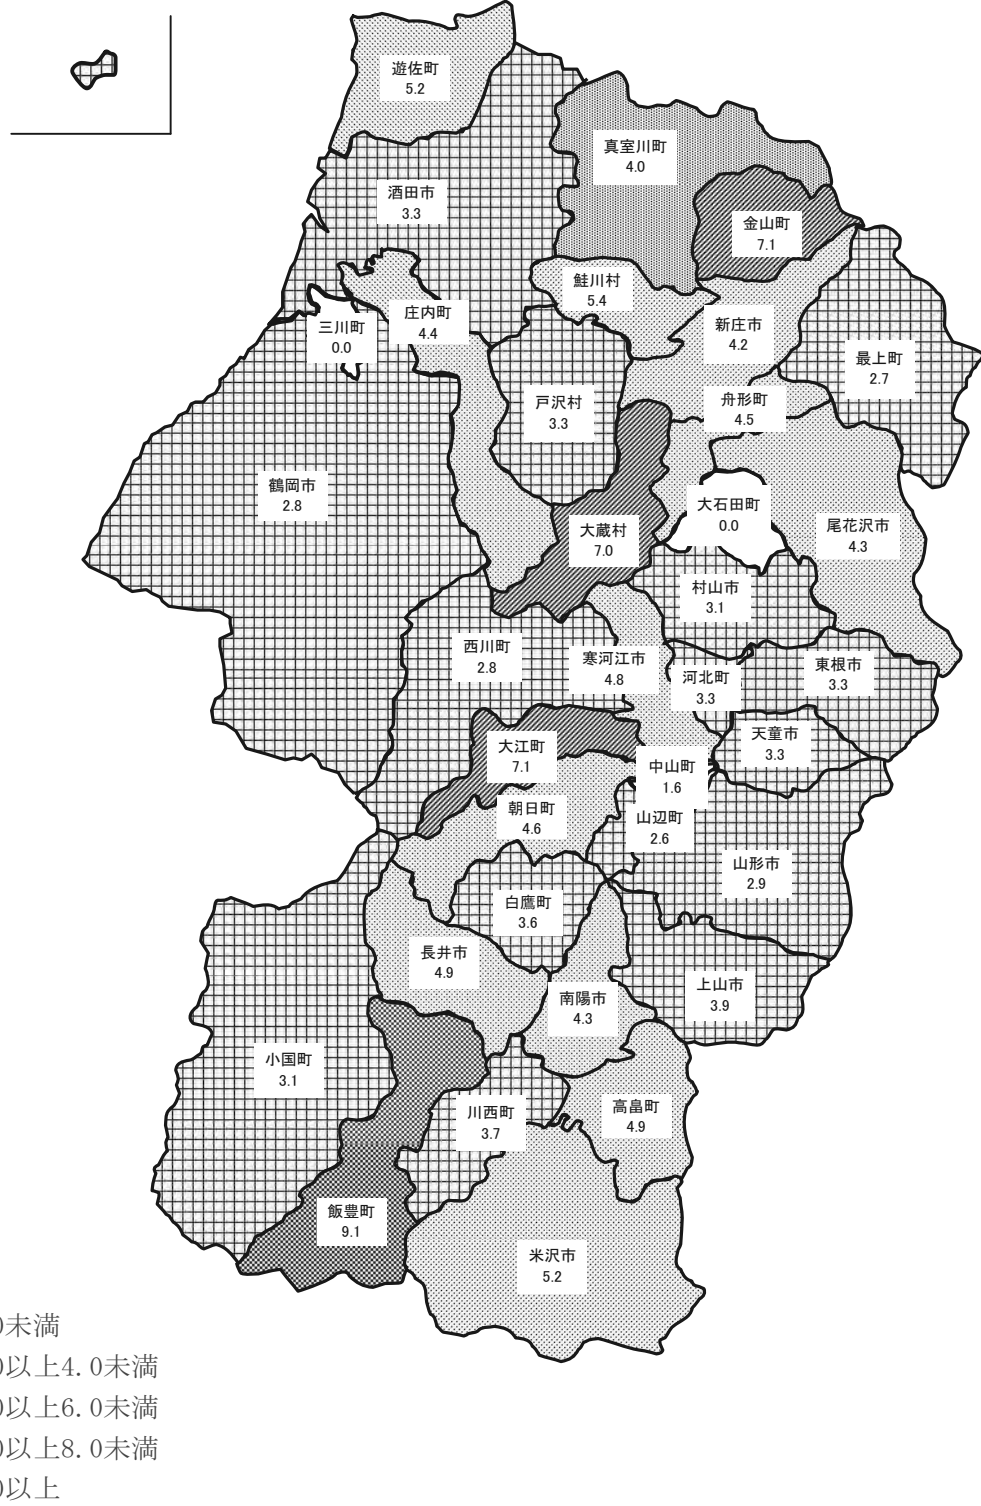 遊佐町
5.2
真室川町
4.0
酒田市
3.3
金山町
7.1
鮭川村
5.4
庄内町
4.4
三川町
0.0
新庄市
4.2
最上町
2.7
戸沢村
3.3
舟形町
4.5
鶴岡市
2.8
大石田町
0.0
大蔵村
7.0
尾花沢市
4.3
村山市
3.1
西川町
2.8
寒河江市
4.8
河北町
3.3
東根市
3.3
大江町
7.1
天童市
3.3
中山町
1.6
朝日町
4.6
山辺町
2.6
山形市
2.9
白鷹町
3.6
長井市
4.9
南陽市
4.3
上山市
3.9
小国町
3.1
川西町
3.7
高畠町
4.9
飯豊町
9.1
米沢市
5.2
0未満
0以上4.0未満
0以上6.0未満
0以上8.0未満
0以上